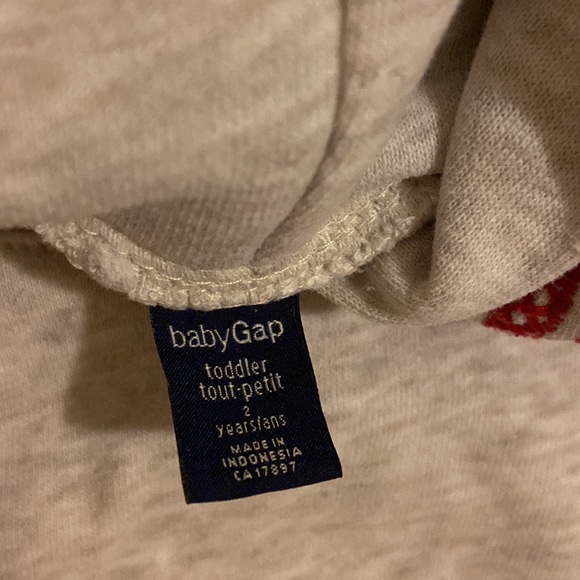 babyGap
toddler
tout-petit
2
years/ans
MADE IN
INDONESIA
CA17897